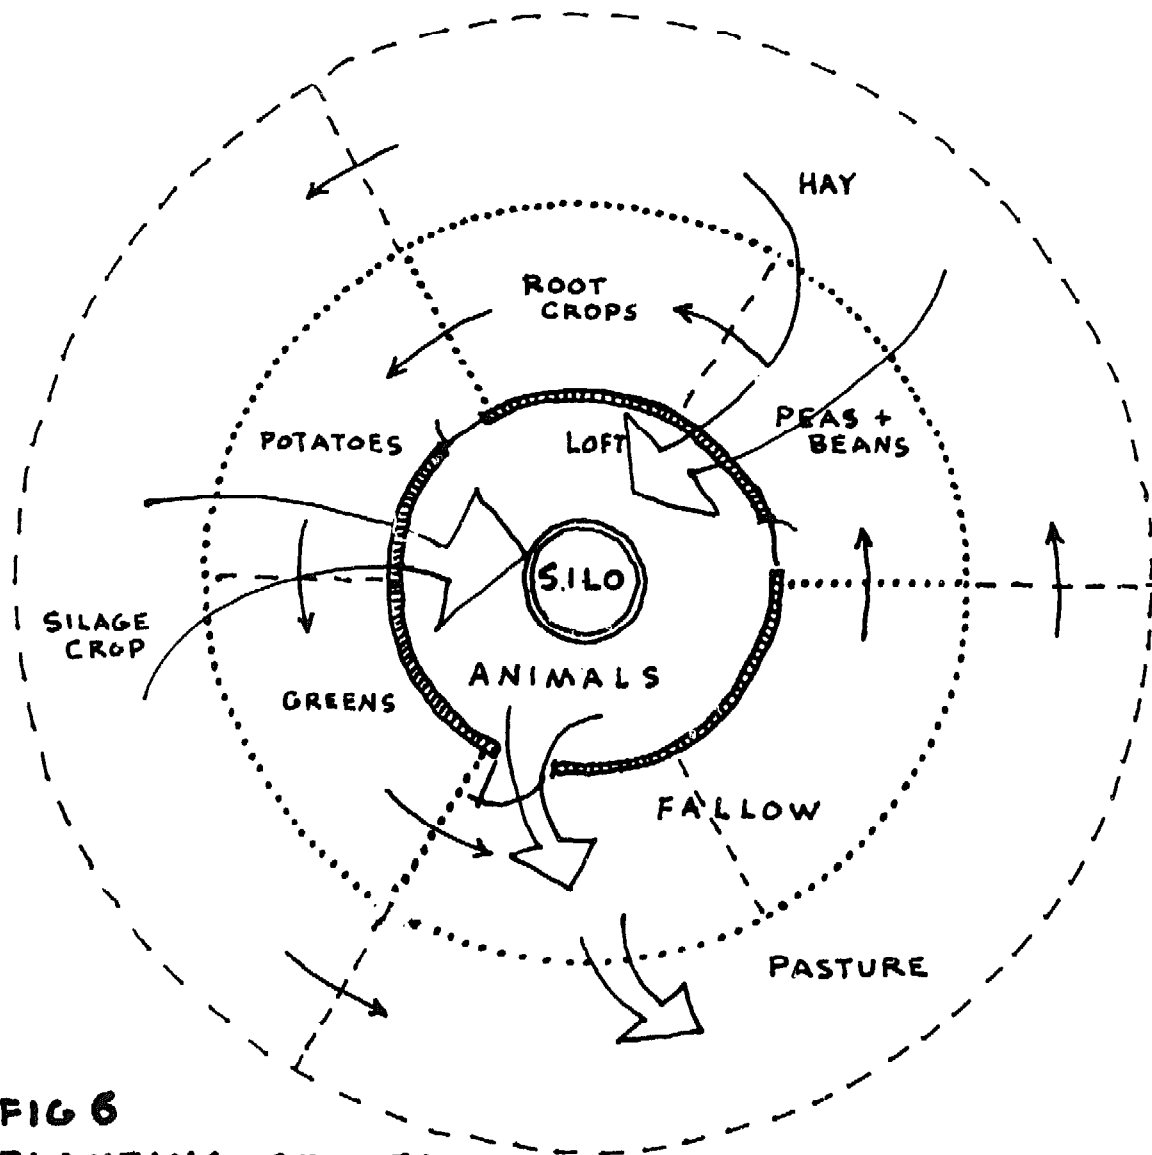 HAY
ROOT
CROPS
POTATOES
LOFT
PEAS +
BEANS
SILO
SILAGE
CROP
ANIMALS
GREENS
FALLOW
PASTURE
FIG 6